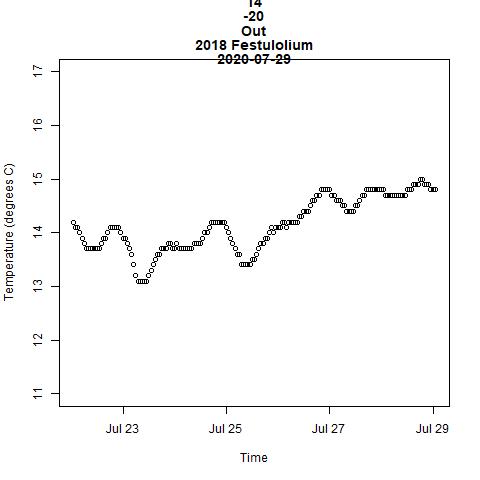 14
-20
Out
2018 Festulolium
2020-07-29
17
16
15
14
13
12
11
Temperature (degrees C)
Jul 23
Jul 25
Jul 27
Jul 29
Time